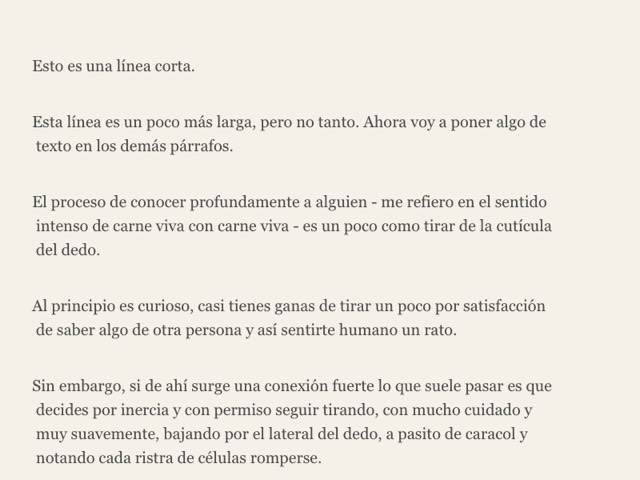 Esto es una línea corta.
Esta línea es un poco más larga, pero no tanto. Ahora voy a poner algo de
texto en los demás párrafos.
El proceso de conocer profundamente a alguien - me refiero en el sentido
intenso de carne viva con carne viva - es un poco como tirar de la cutícula
del dedo.
Al principio es curioso, casi tienes ganas de tirar un poco por satisfacción
de saber algo de otra persona y así sentirte humano un rato.
Sin embargo, si de ahí surge una conexión fuerte lo que suele pasar es que
decides por inercia y con permiso seguir tirando, con mucho cuidado y
muy suavemente, bajando por el lateral del dedo, a pasito de caracol y
notando cada ristra de células romperse.